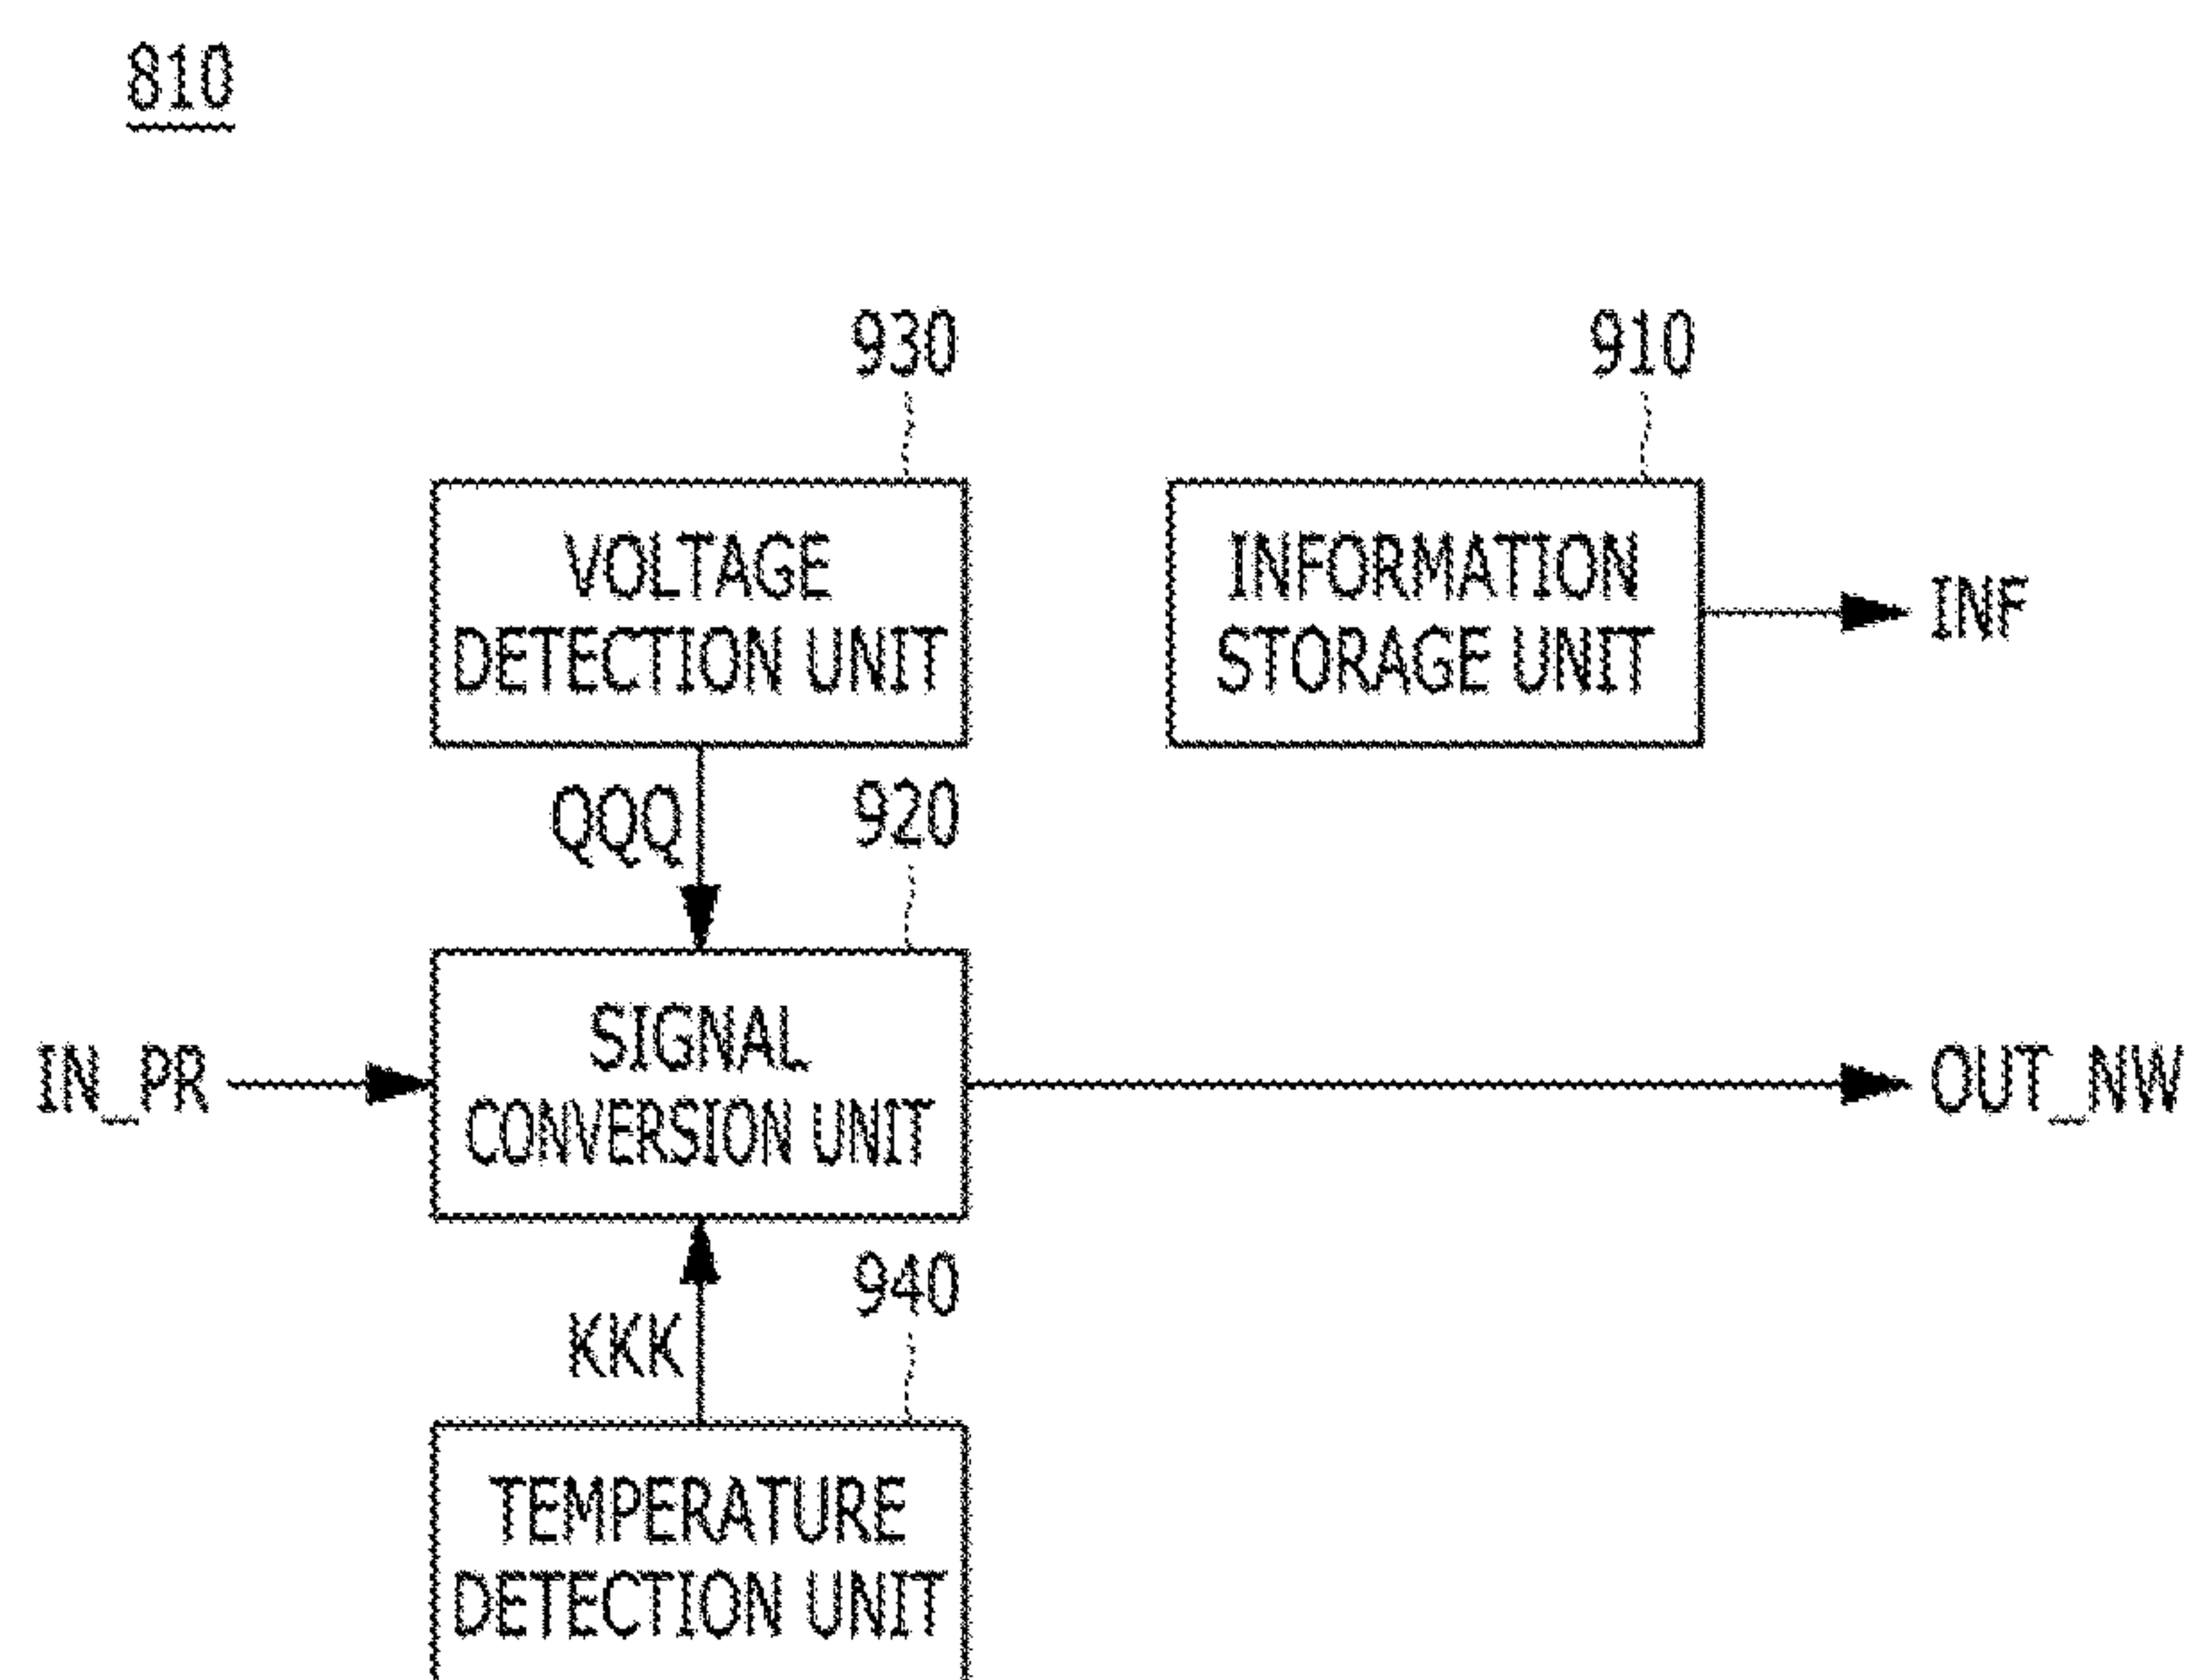 810
930
910
VOLTAGE
DETECTION UNIT
INFORMATION
STORAGE UNIT
INF
QQQ
920
IN_PR
SIGNAL
CONVERSION UNIT
OUT_NW
KKK
940
TEMPERATURE
DETECTION UNIT